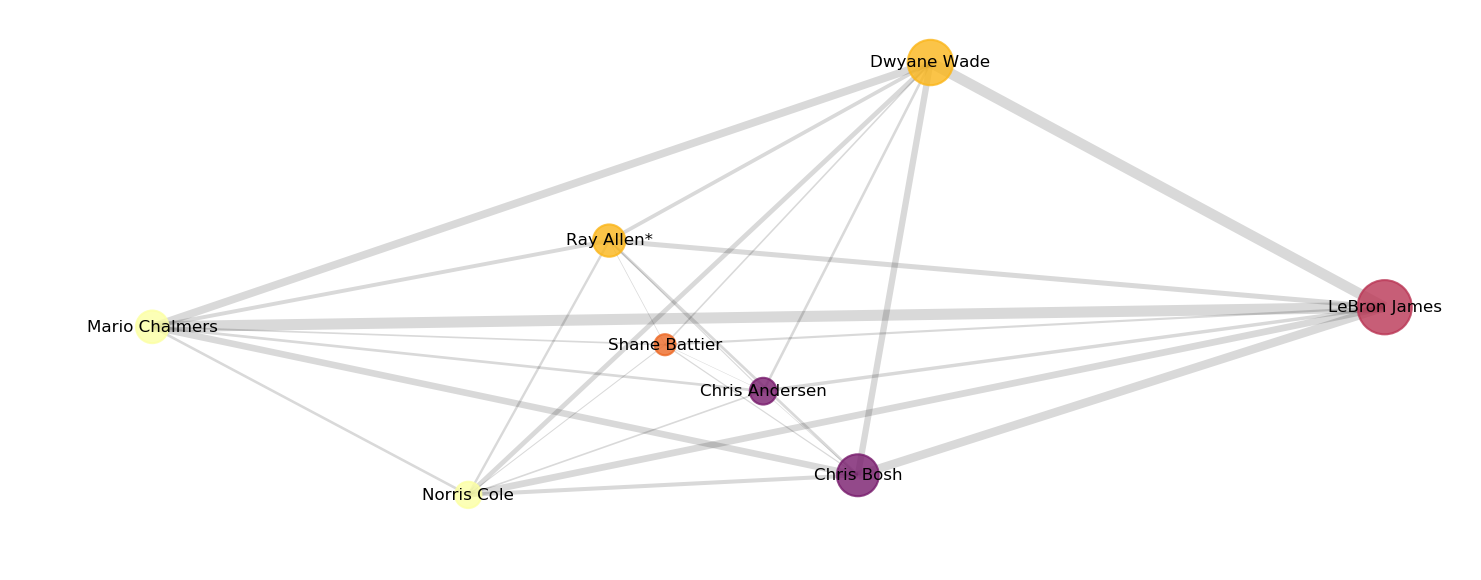 Dwyane Wade
Ray Allen*
LeBron James
Mario Chalmers
Shane Battier
Chris Andersen
Chris Bosh
Norris Cole